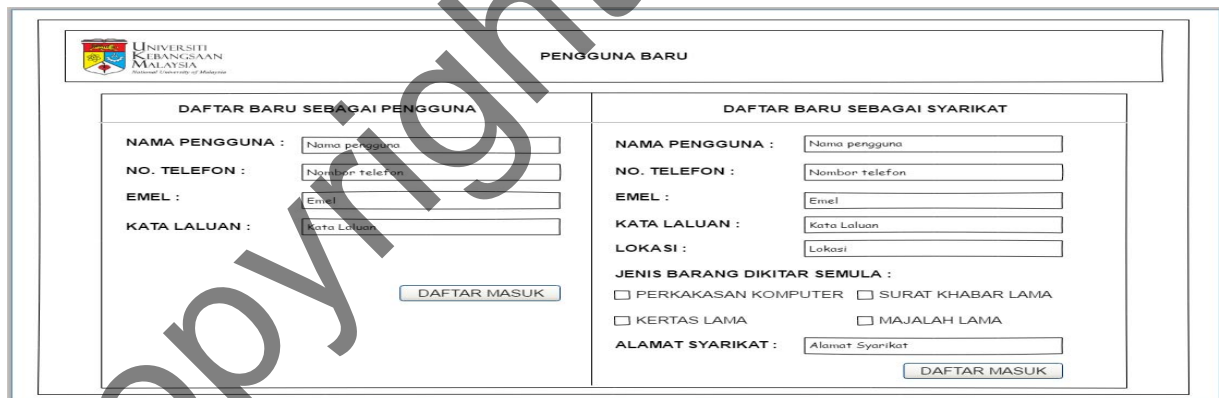 UNIVERSITI
KEBANGSAAN
MALAYSIA
National University of Malaysia
PENGGUNA BARU
DAFTAR BARU SEBAGAI PENGGUNA
NAMA PENGGUNA : Nama pengguna
NO. TELEFON : Nombor telefon
EMEL : Emel
KATA LALUAN : Kata Laluan
DAFTAR MASUK
DAFTAR BARU SEBAGAI SYARIKAT
NAMA PENGGUNA : Nama pengguna
NO. TELEFON : Nombor telefon
EMEL : Emel
KATA LALUAN : Kata Laluan
LOKASI : Lokasi
JENIS BARANG DIKITAR SEMULA :
PERKAKASAN KOMPUTER SURAT KHABAR LAMA
KERTAS LAMA MAJALAH LAMA
ALAMAT SYARIKAT : Alamat Syarikat
DAFTAR MASUK
opyright